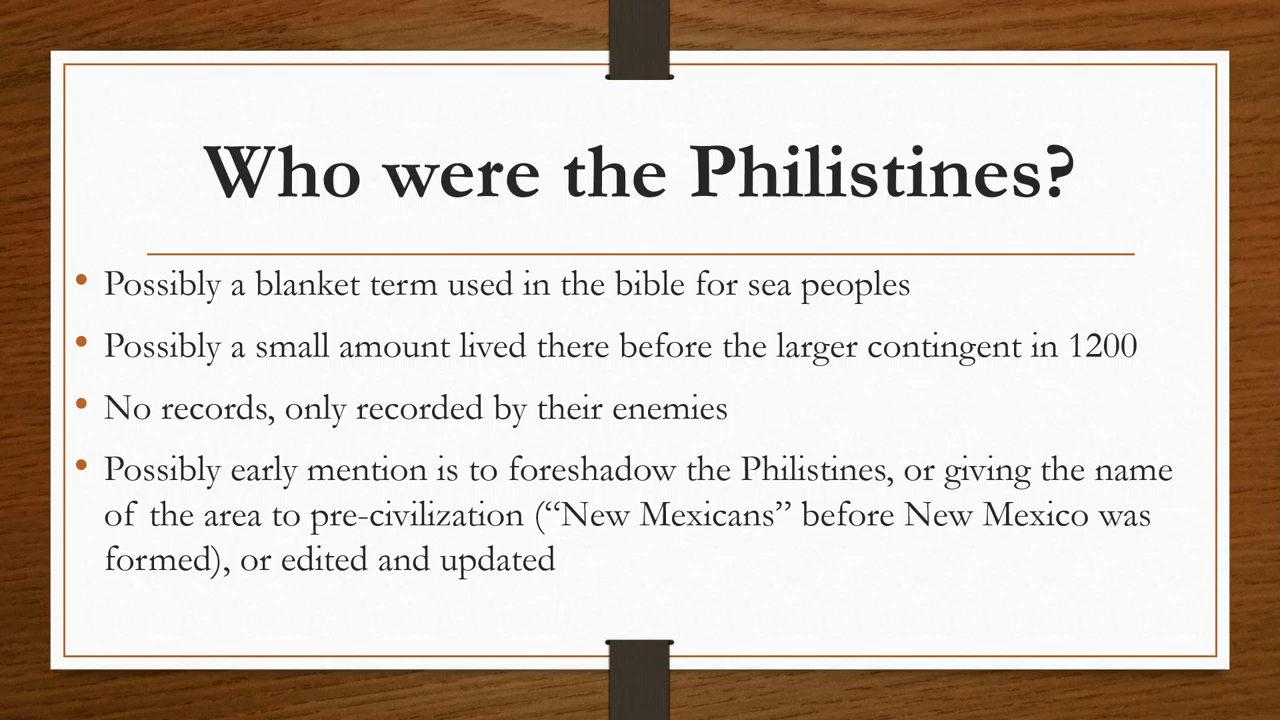 Who were the Philistines?
• Possibly a blanket term used in the bible for sea peoples
• Possibly a small amount lived there before the larger contingent in 1200
• No records, only recorded by their enemies
• Possibly early mention is to foreshadow the Philistines, or giving the name
of the area to pre-civilization (“New Mexicans” before New Mexico was
formed), or edited and updated